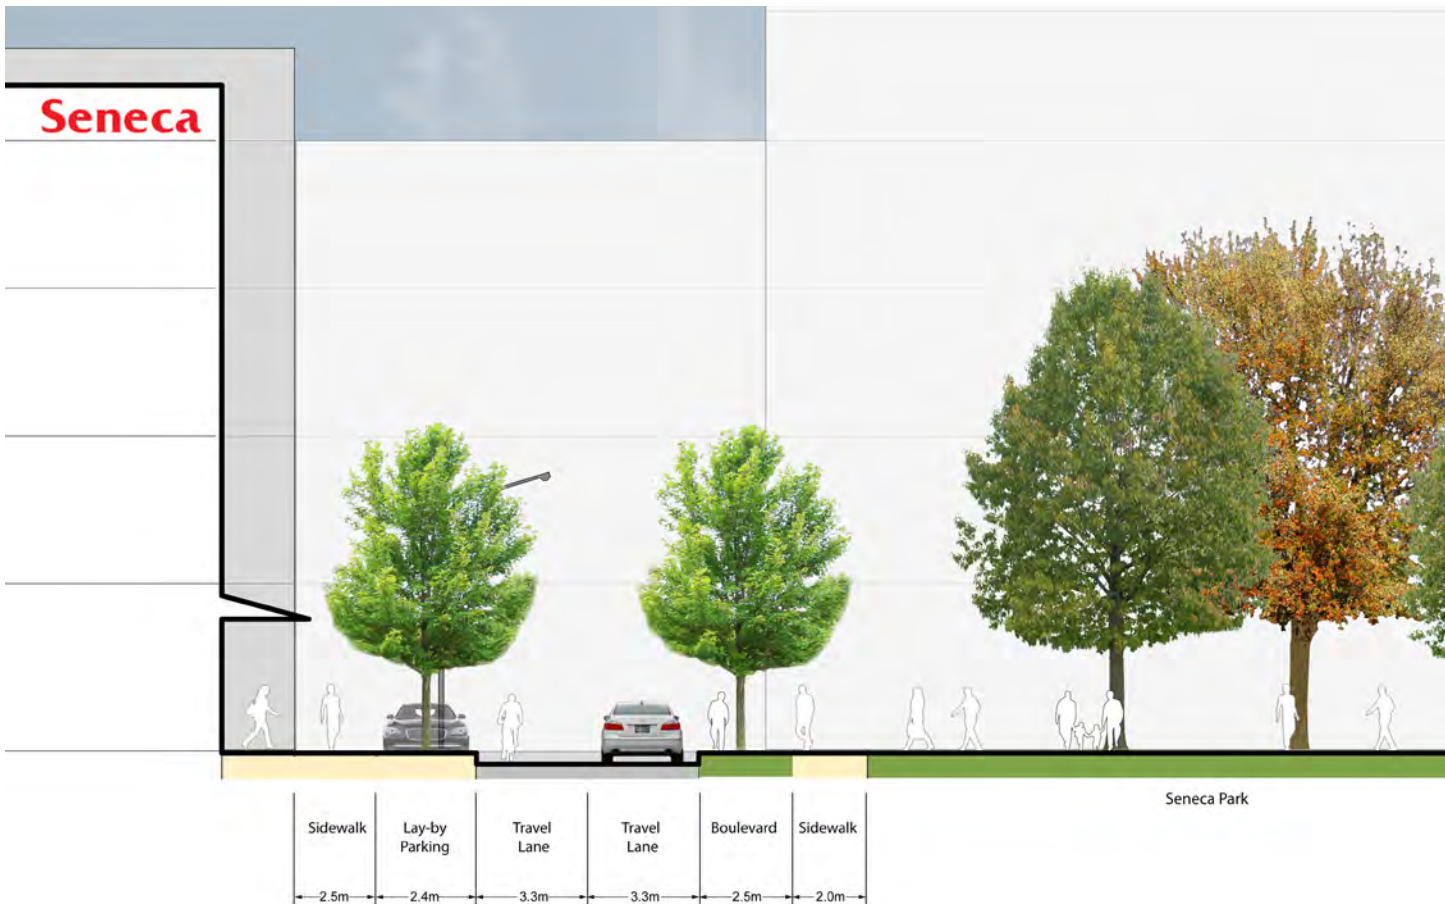 Seneca
Seneca Park
Sidewalk
Lay-by
Parking
Travel
Lane
Travel
Lane
Boulevard
Sidewalk
2.5m
2.4m
3.3m
3.3m
2.5m
2.0m